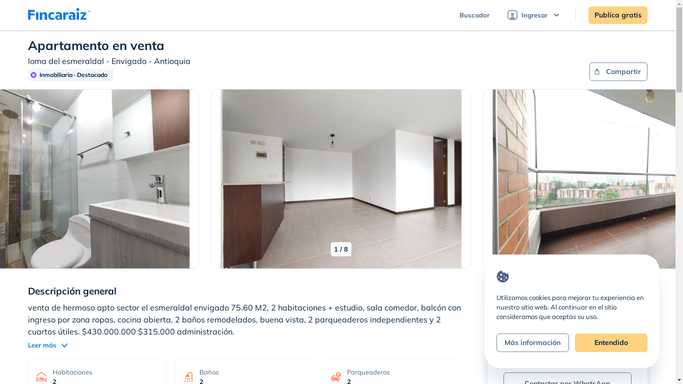 Fincaraiz
Buscador
Ingresar
Publica gratis
Apartamento en venta
loma del esmeraldal - Envigado - Antioquia
Inmobiliaria · Destacado
Compartir
1 / 8
Descripción general
venta de hermoso apto sector el esmeraldal envigado 75.60 M2, 2 habitaciones + estudio, sala comedor, balcón con
ingreso por zona ropas, cocina abierta, 2 baños remodelados, buena vista, 2 parqueaderos independientes y 2
cuartos útiles. $430.000.000 $315.000 administración.
Leer más
Habitaciones
2
Baños
2
Parqueaderos
2
Utilizamos cookies para mejorar tu experiencia en
nuestro sitio web. Al continuar en el sitio
consideramos que aceptas su uso.
Más información
Entendido
Contactar por WhatsApp